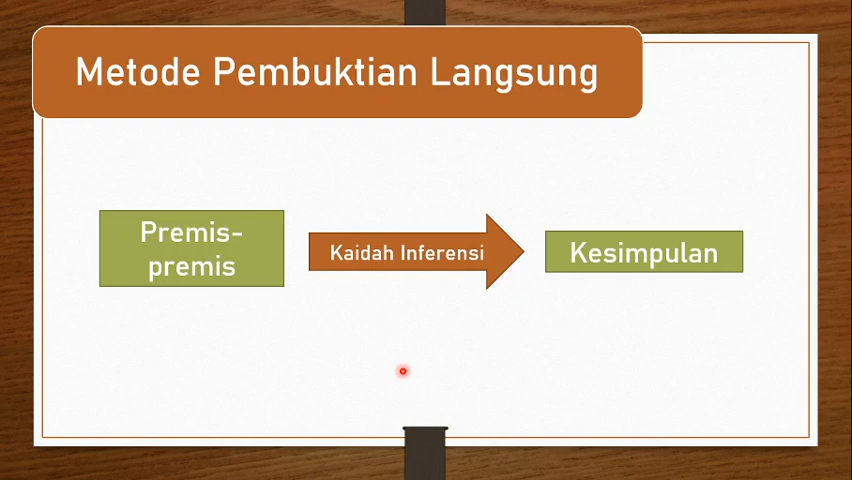 Metode Pembuktian Langsung
Premis-
premis
Kaidah Inferensi
Kesimpulan